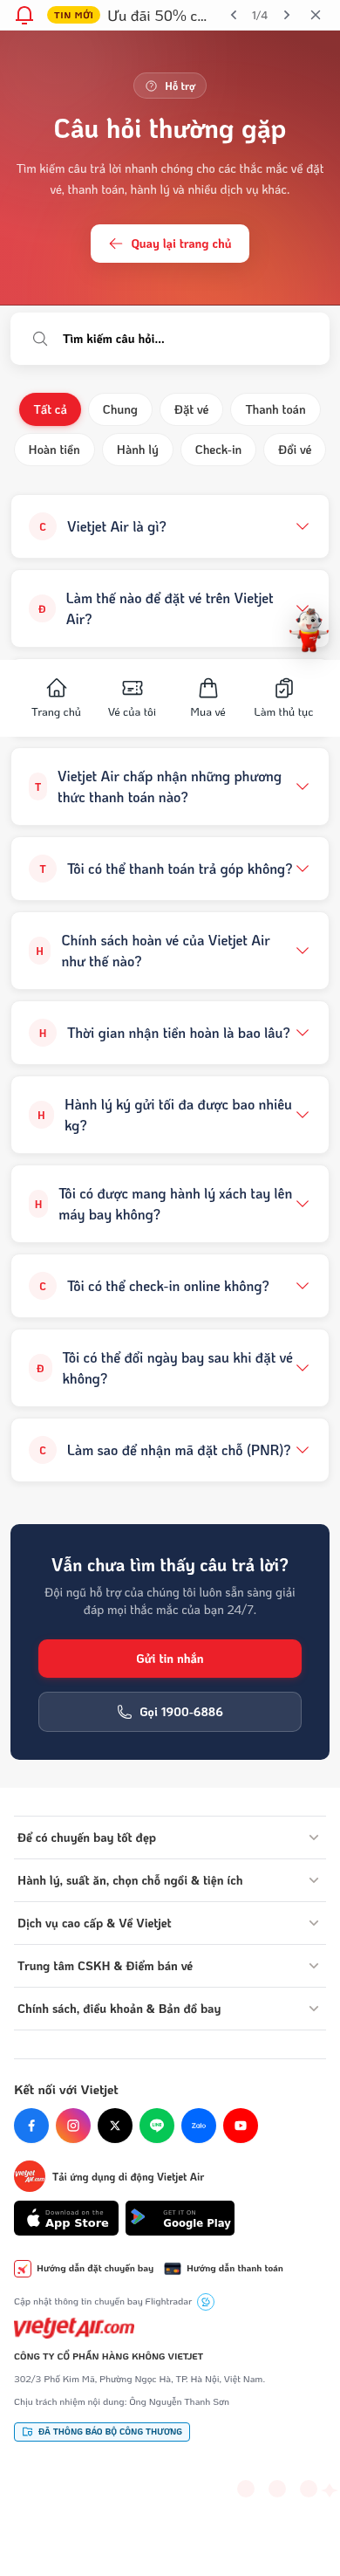 TIN MỚI Ưu đãi 50% c... 1/4
Hỗ trợ
Câu hỏi thường gặp
Tìm kiếm câu trả lời nhanh chóng cho các thắc mắc về đặt
vé, thanh toán, hành lý và nhiều dịch vụ khác.
Quay lại trang chủ
Tìm kiếm câu hỏi...
Tất cả Chung Đặt vé Thanh toán
Hoàn tiền Hành lý Check-in Đổi vé
C Vietjet Air là gì?
Đ Làm thế nào để đặt vé trên Vietjet
Air?
Trang chủ Vé của tôi Mua vé Làm thủ tục
T Vietjet Air chấp nhận những phương
thức thanh toán nào?
T Tôi có thể thanh toán trả góp không?
H Chính sách hoàn vé của Vietjet Air
như thế nào?
H Thời gian nhận tiền hoàn là bao lâu?
H Hành lý ký gửi tối đa được bao nhiêu
kg?
H Tôi có được mang hành lý xách tay lên
máy bay không?
C Tôi có thể check-in online không?
Đ Tôi có thể đổi ngày bay sau khi đặt vé
không?
C Làm sao để nhận mã đặt chỗ (PNR)?
Vẫn chưa tìm thấy câu trả lời?
Đội ngũ hỗ trợ của chúng tôi luôn sẵn sàng giải
đáp mọi thắc mắc của bạn 24/7.
Gửi tin nhắn
Gọi 1900-6886
Để có chuyến bay tốt đẹp
Hành lý, suất ăn, chọn chỗ ngồi & tiện ích
Dịch vụ cao cấp & Về Vietjet
Trung tâm CSKH & Điểm bán vé
Chính sách, điều khoản & Bản đồ bay
Kết nối với Vietjet
LINE Zalo
vietjet Air.com Tải ứng dụng di động Vietjet Air
Download on the GET IT ON
App Store Google Play
Hướng dẫn đặt chuyến bay Hướng dẫn thanh toán
Cập nhật thông tin chuyến bay Flightradar
vietjetAir.com
CÔNG TY CỔ PHẦN HÀNG KHÔNG VIETJET
302/3 Phố Kim Mã, Phường Ngọc Hà, TP. Hà Nội, Việt Nam.
Chịu trách nhiệm nội dung: Ông Nguyễn Thanh Sơn
ĐÃ THÔNG BÁO BỘ CÔNG THƯƠNG